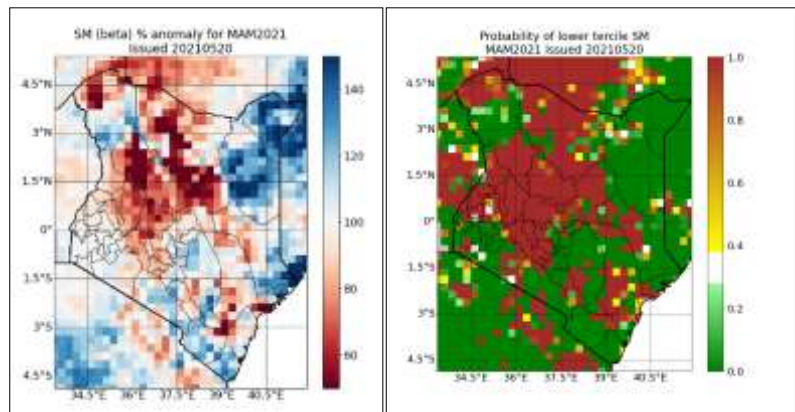 SM (beta) % anomaly for MAM2021
Issued 20210520
4.5°N
3°N
1.5°N
0°
1.5°S
3°S
4.5°S
34.5°E 36°E 37.5°E 39°E 40.5°E
140
120
100
80
60
Probability of lower tercile SM
MAM2021 Issued 20210520
4.5°N
3°N
1.5°N
0°
1.5°S
3°S
4.5°S
34.5°E 36°E 37.5°E 39°E 40.5°E
1.0
0.8
0.6
0.4
0.2
0.0